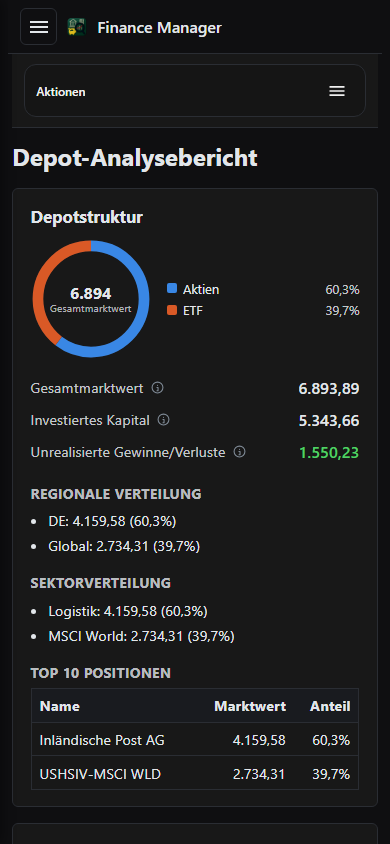 Finance Manager
Aktionen
Depot-Analysebericht
Depotstruktur
6.894
Gesamtmarktwert
Aktien 60,3%
ETF 39,7%
Gesamtmarktwert 6.893,89
Investiertes Kapital 5.343,66
Unrealisierte Gewinne/Verluste 1.550,23
REGIONALE VERTEILUNG
• DE: 4.159,58 (60,3%)
• Global: 2.734,31 (39,7%)
SEKTORVERTEILUNG
• Logistik: 4.159,58 (60,3%)
• MSCI World: 2.734,31 (39,7%)
TOP 10 POSITIONEN
Name Marktwert Anteil
Inländische Post AG 4.159,58 60,3%
USHSIV-MSCI WLD 2.734,31 39,7%